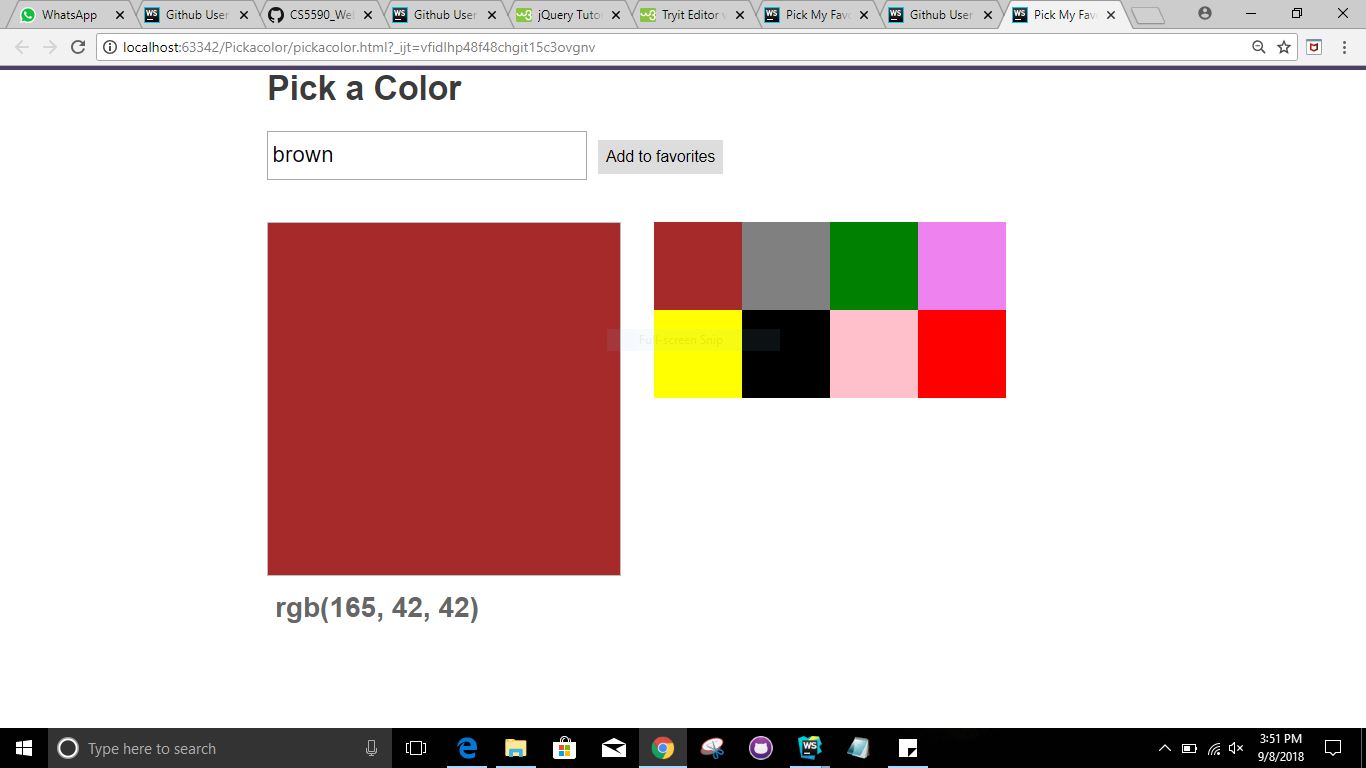 WhatsApp
Github User
CS5590_We
Github User
jQuery Tuto
Tryit Editor v
Pick My Favo
Github User
Pick My Fav
localhost:63342/Pickacolor/pickacolor.html?_ijt=vfidlhp48f48chgit15c3ovgnv
Pick a Color
brown
Add to favorites
Full-screen Snip
rgb(165, 42, 42)
Type here to search
3:51 PM
9/8/2018